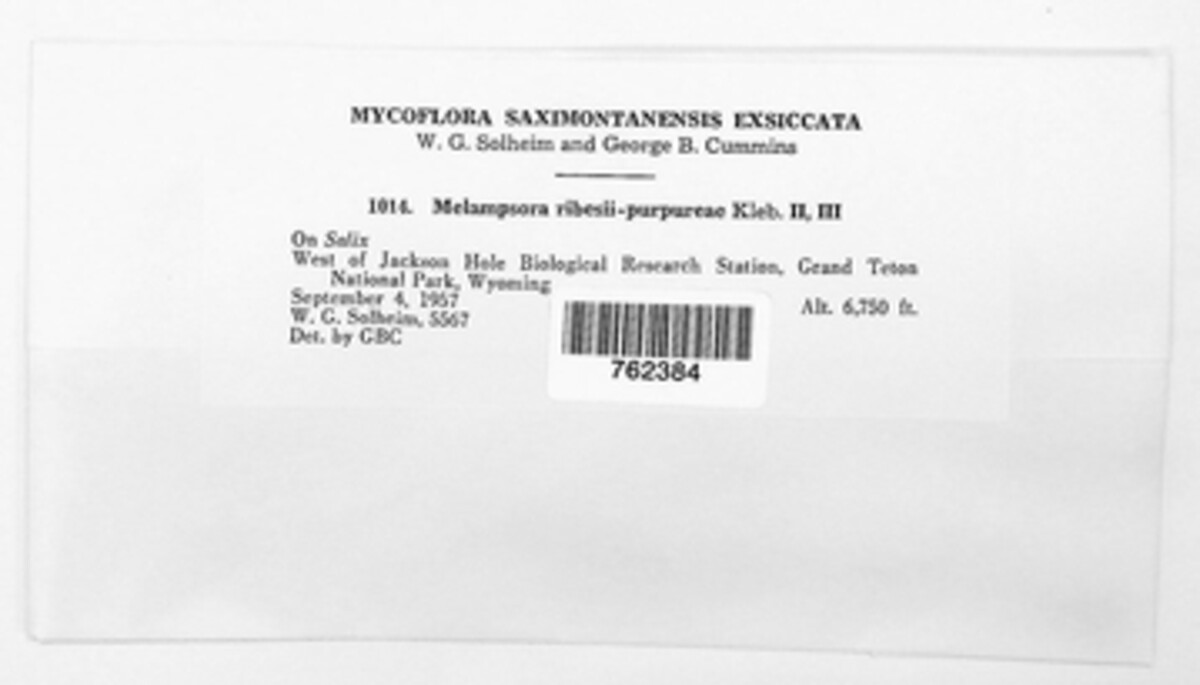 MYCOFLORA SAXIMONTANENSIS EXSICCATA
W. G. Solheim and George B. Cummins
1014. Melampsora ribesii-purpureae Kleb. II, III
On Salix
West of Jackson Hole Biological Research Station, Grand Teton
National Park, Wyoming
September 4, 1957
Alt. 6,750 ft.
W. G. Solheim, 5567
Det. by GBC
762384